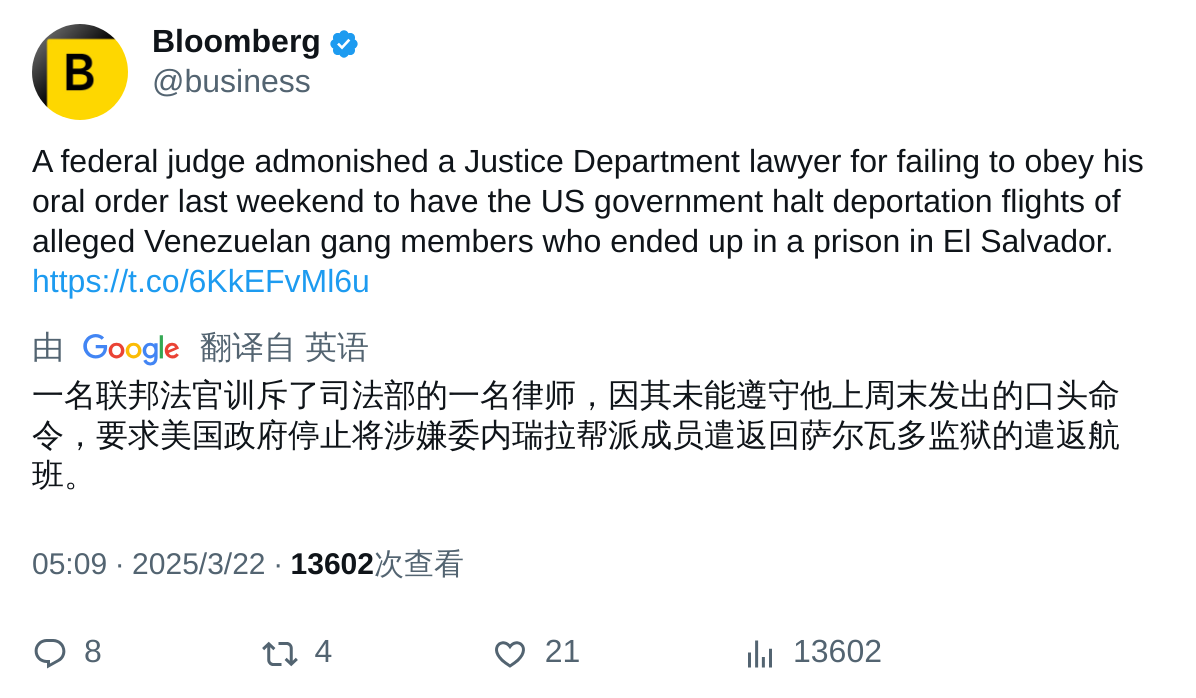 B
Bloomberg
@business
A federal judge admonished a Justice Department lawyer for failing to obey his
oral order last weekend to have the US government halt deportation flights of
alleged Venezuelan gang members who ended up in a prison in El Salvador.
https://t.co/6KkEFvMl6u
由 Google 翻译自 英语
一名联邦法官训斥了司法部的一名律师，因其未能遵守他上周末发出的口头命
令，要求美国政府停止将涉嫌委内瑞拉帮派成员遣返回萨尔瓦多监狱的遣返航
班。
05:09 · 2025/3/22 · 13602次查看
8 4 21 13602